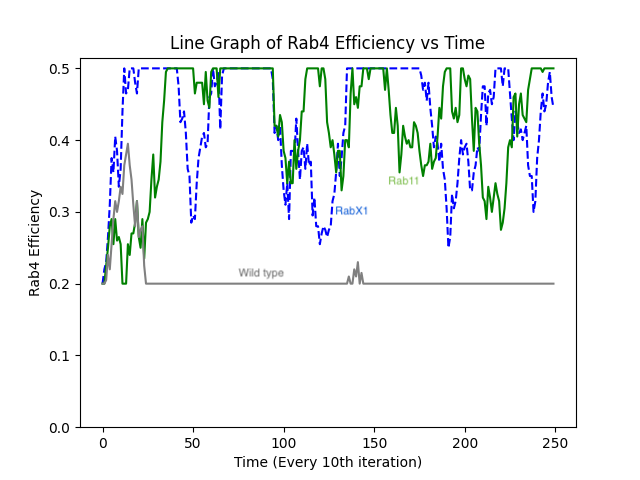 Line Graph of Rab4 Efficiency vs Time
Rab4 Efficiency
0.5
0.4
0.3
0.2
0.1
0.0
Rab11
RabX1
Wild type
0 50 100 150 200 250
Time (Every 10th iteration)